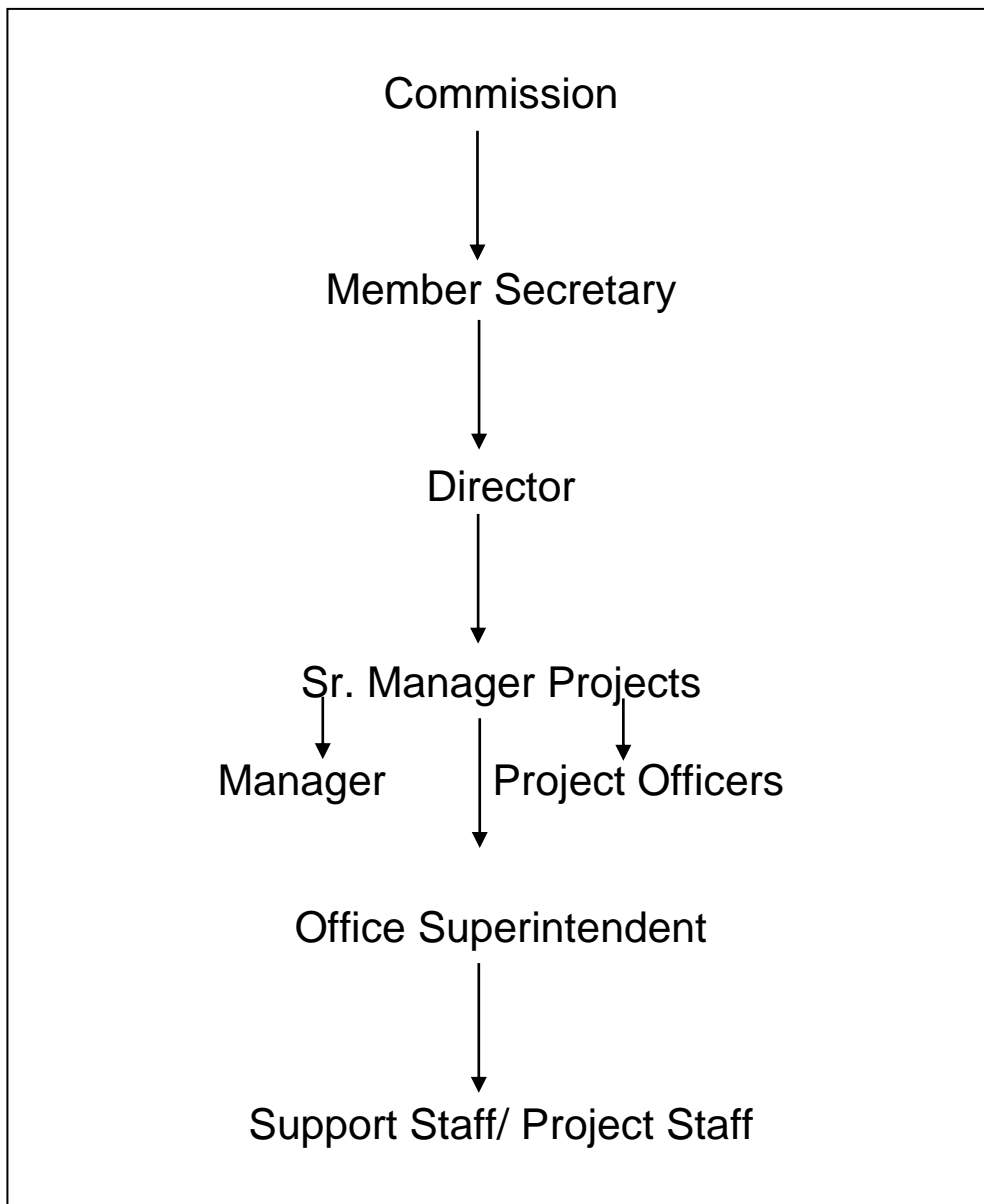 Commission
Member Secretary
Director
Sr. Manager Projects
Manager Project Officers
Office Superintendent
Support Staff/ Project Staff